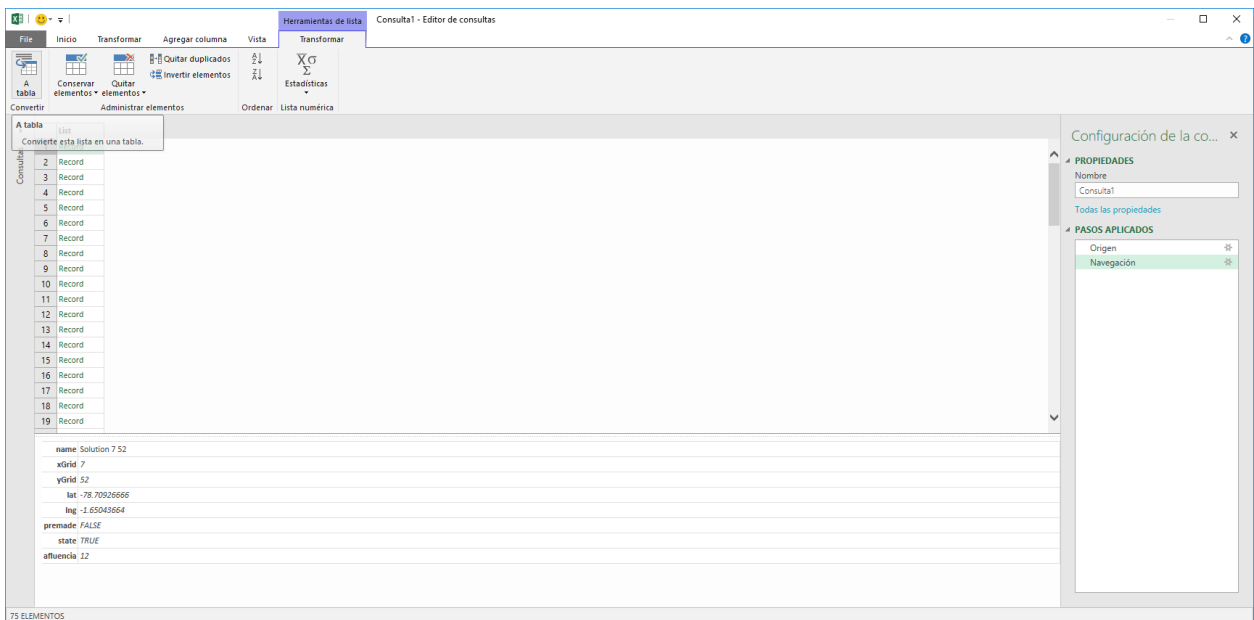 Herramientas de lista Consulta1 - Editor de consultas
File Inicio Transformar Agregar columna Vista Transformar
A tabla
Conservar elementos
Quitar elementos
Quitar duplicados
Invertir elementos
Estadísticas
Convertir Administrar elementos Ordenar Lista numérica
A tabla
Convierte esta lista en una tabla.
List
Consultas
1
2 Record
3 Record
4 Record
5 Record
6 Record
7 Record
8 Record
9 Record
10 Record
11 Record
12 Record
13 Record
14 Record
15 Record
16 Record
17 Record
18 Record
19 Record
name Solution 7 52
xGrid 7
yGrid 52
lat -78.70926666
lng -1.65043664
premade FALSE
state TRUE
afluencia 12
Configuración de la co...
PROPIEDADES
Nombre
Consulta1
Todas las propiedades
PASOS APLICADOS
Origen
Navegación
75 ELEMENTOS